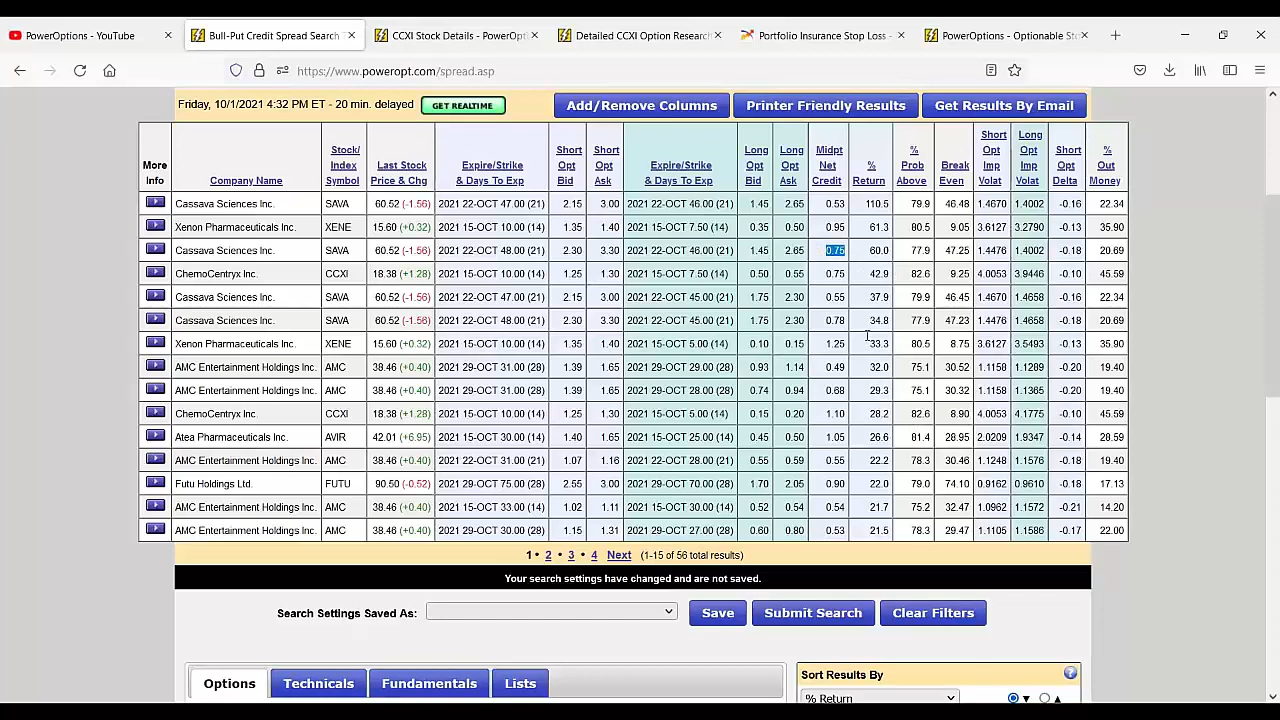 PowerOptions - YouTube
Bull-Put Credit Spread Search
CCXI Stock Details - PowerOpti
Detailed CCXI Option Research
Portfolio Insurance Stop Loss -
PowerOptions - Optionable Sto
https://www.poweropt.com/spread.asp
Friday, 10/1/2021 4:32 PM ET - 20 min. delayed GET REALTIME Add/Remove Columns Printer Friendly Results Get Results By Email
More Info Company Name Stock/ Index Symbol Last Stock Price & Chg Expire/Strike & Days To Exp Short Opt Bid Short Opt Ask Expire/Strike & Days To Exp Long Opt Bid Long Opt Ask Midpt Net Credit % Return % Prob Above Break Even Short Opt Imp Volat Long Opt Imp Volat Short Opt Delta % Out Money
Cassava Sciences Inc. SAVA 60.52 (-1.56) 2021 22-OCT 47.00 (21) 2.15 3.00 2021 22-OCT 46.00 (21) 1.45 2.65 0.53 110.5 79.9 46.48 1.4670 1.4002 -0.16 22.34
Xenon Pharmaceuticals Inc. XENE 15.60 (+0.32) 2021 15-OCT 10.00 (14) 1.35 1.40 2021 15-OCT 7.50 (14) 0.35 0.50 0.95 61.3 80.5 9.05 3.6127 3.2790 -0.13 35.90
Cassava Sciences Inc. SAVA 60.52 (-1.56) 2021 22-OCT 48.00 (21) 2.30 3.30 2021 22-OCT 46.00 (21) 1.45 2.65 0.75 60.0 77.9 47.25 1.4476 1.4002 -0.18 20.69
ChemoCentryx Inc. CCXI 18.38 (+1.28) 2021 15-OCT 10.00 (14) 1.25 1.30 2021 15-OCT 7.50 (14) 0.50 0.55 0.75 42.9 82.6 9.25 4.0053 3.9446 -0.10 45.59
Cassava Sciences Inc. SAVA 60.52 (-1.56) 2021 22-OCT 47.00 (21) 2.15 3.00 2021 22-OCT 45.00 (21) 1.75 2.30 0.55 37.9 79.9 46.45 1.4670 1.4658 -0.16 22.34
Cassava Sciences Inc. SAVA 60.52 (-1.56) 2021 22-OCT 48.00 (21) 2.30 3.30 2021 22-OCT 45.00 (21) 1.75 2.30 0.78 34.8 77.9 47.23 1.4476 1.4658 -0.18 20.69
Xenon Pharmaceuticals Inc. XENE 15.60 (+0.32) 2021 15-OCT 10.00 (14) 1.35 1.40 2021 15-OCT 5.00 (14) 0.10 0.15 1.25 33.3 80.5 8.75 3.6127 3.5493 -0.13 35.90
AMC Entertainment Holdings Inc. AMC 38.46 (+0.40) 2021 29-OCT 31.00 (28) 1.39 1.65 2021 29-OCT 29.00 (28) 0.93 1.14 0.49 32.0 75.1 30.52 1.1158 1.1289 -0.20 19.40
AMC Entertainment Holdings Inc. AMC 38.46 (+0.40) 2021 29-OCT 31.00 (28) 1.39 1.65 2021 29-OCT 28.00 (28) 0.74 0.94 0.68 29.3 75.1 30.32 1.1158 1.1365 -0.20 19.40
ChemoCentryx Inc. CCXI 18.38 (+1.28) 2021 15-OCT 10.00 (14) 1.25 1.30 2021 15-OCT 5.00 (14) 0.15 0.20 1.10 28.2 82.6 8.90 4.0053 4.1775 -0.10 45.59
Atea Pharmaceuticals Inc. AVIR 42.01 (+6.95) 2021 15-OCT 30.00 (14) 1.40 1.65 2021 15-OCT 25.00 (14) 0.45 0.50 1.05 26.6 81.4 28.95 2.0209 1.9347 -0.14 28.59
AMC Entertainment Holdings Inc. AMC 38.46 (+0.40) 2021 22-OCT 31.00 (21) 1.07 1.16 2021 22-OCT 28.00 (21) 0.55 0.59 0.55 22.2 78.3 30.46 1.1248 1.1576 -0.18 19.40
Futu Holdings Ltd. FUTU 90.50 (-0.52) 2021 29-OCT 75.00 (28) 2.55 3.00 2021 29-OCT 70.00 (28) 1.70 2.05 0.90 22.0 79.0 74.10 0.9162 0.9610 -0.18 17.13
AMC Entertainment Holdings Inc. AMC 38.46 (+0.40) 2021 15-OCT 33.00 (14) 1.02 1.11 2021 15-OCT 30.00 (14) 0.52 0.54 0.54 21.7 75.2 32.47 1.0962 1.1572 -0.21 14.20
AMC Entertainment Holdings Inc. AMC 38.46 (+0.40) 2021 29-OCT 30.00 (28) 1.15 1.31 2021 29-OCT 27.00 (28) 0.60 0.80 0.53 21.5 78.3 29.47 1.1105 1.1586 -0.17 22.00
1 • 2 • 3 • 4 Next (1-15 of 56 total results)
Your search settings have changed and are not saved.
Search Settings Saved As: Save Submit Search Clear Filters
Options Technicals Fundamentals Lists
Sort Results By
% Return